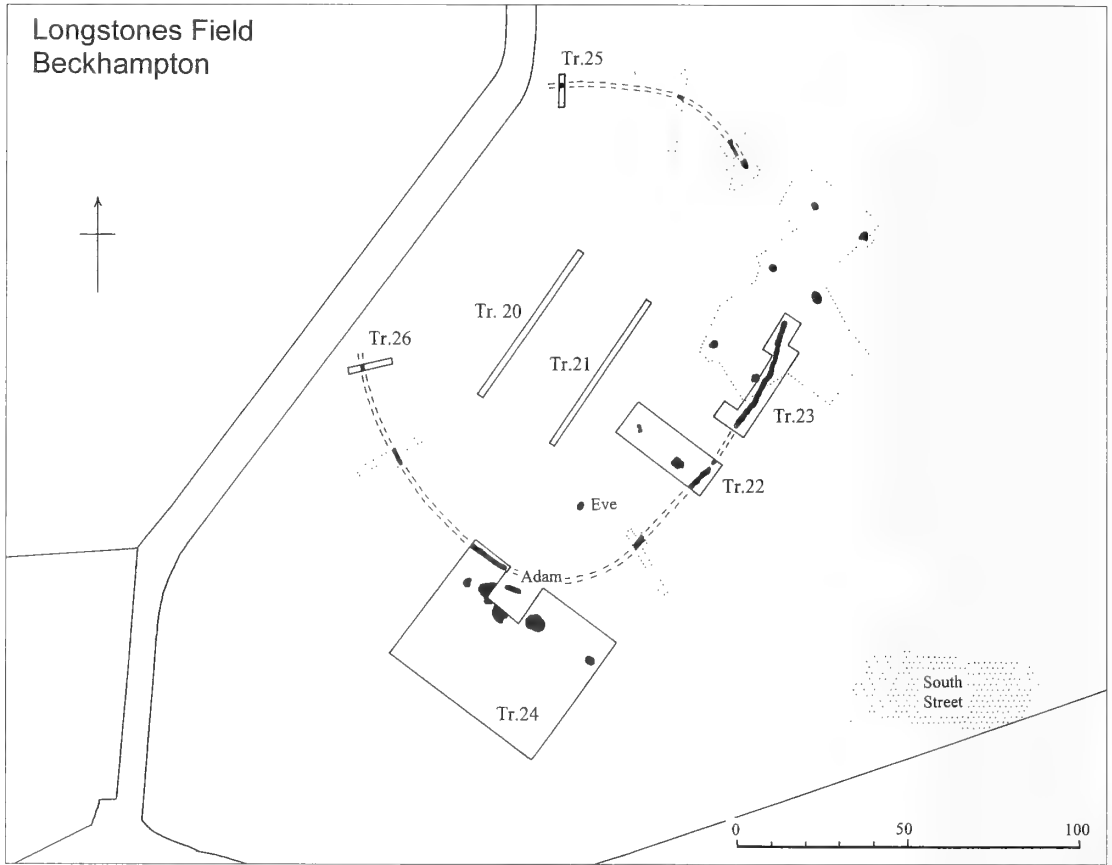 Longstones Field
Beckhampton
Tr.25
Tr. 20
Tr.26
Tr.21
Tr.23
Tr.22
Eve
Adam
South
Street
Tr.24
0 50 100